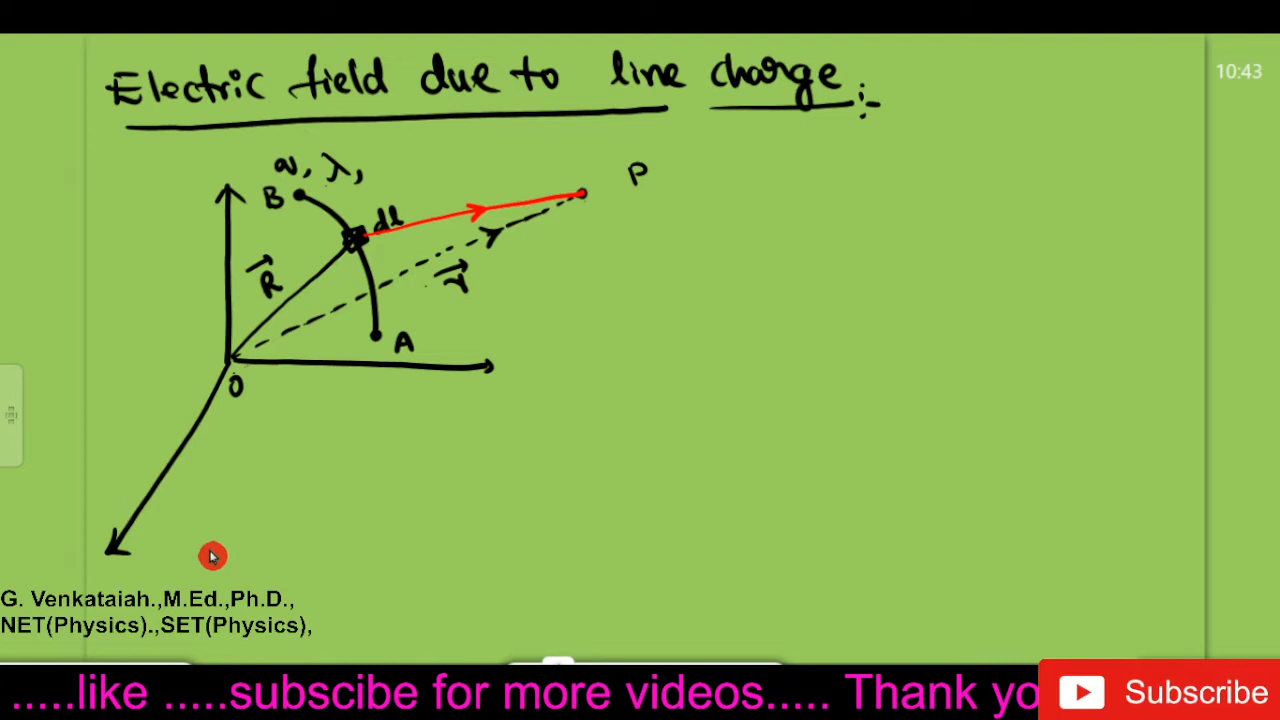 Electric field due to line charge :-
10:43
λ,
P
B
dl
R
r
A
O
G. Venkataiah.,M.Ed.,Ph.D.,
NET(Physics).,SET(Physics),
.....like .....subscibe for more videos..... Thank yo
Subscribe